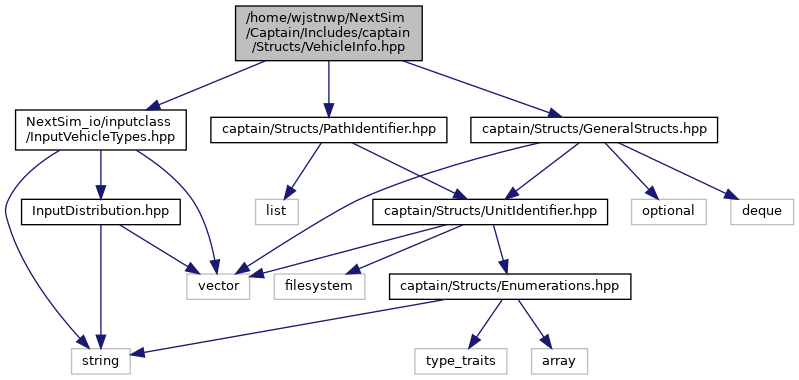 /home/wjstnwp/NextSim
/Captain/Includes/captain
/Structs/VehicleInfo.hpp
NextSim_io/inputclass
/InputVehicleTypes.hpp
captain/Structs/PathIdentifier.hpp
captain/Structs/GeneralStructs.hpp
InputDistribution.hpp
list
captain/Structs/UnitIdentifier.hpp
optional
deque
vector
filesystem
captain/Structs/Enumerations.hpp
string
type_traits
array